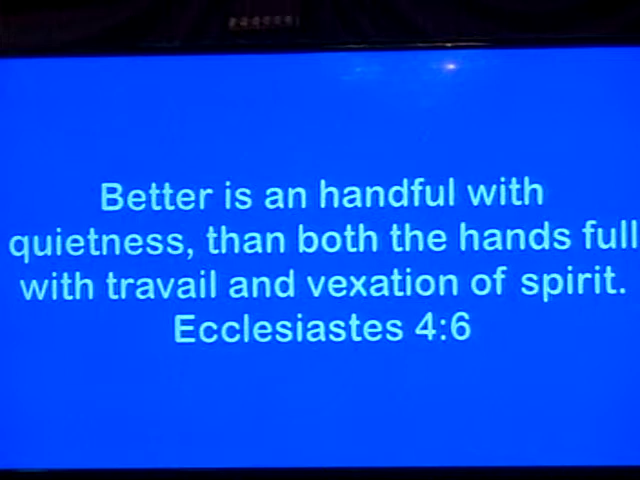 Better is an handful with
quietness, than both the hands full
with travail and vexation of spirit.
Ecclesiastes 4:6